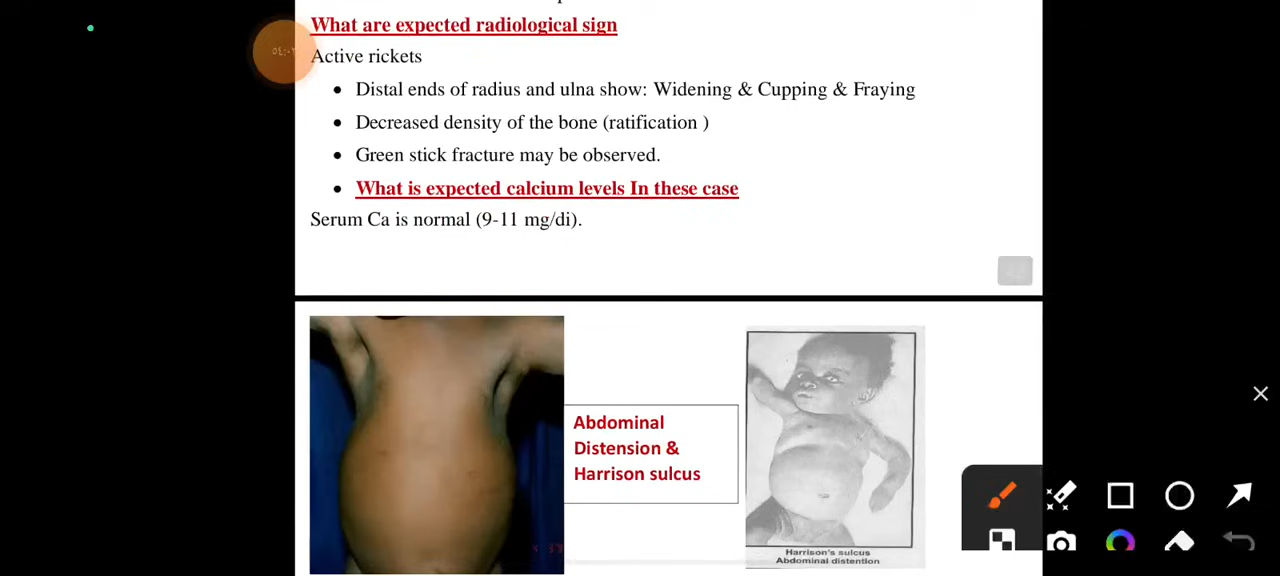 What are expected radiological sign
Active rickets
• Distal ends of radius and ulna show: Widening & Cupping & Fraying
• Decreased density of the bone (ratification )
• Green stick fracture may be observed.
• What is expected calcium levels In these case
Serum Ca is normal (9-11 mg/di).
Abdominal
Distension &
Harrison sulcus
Harrison's sulcus
Abdominal distention